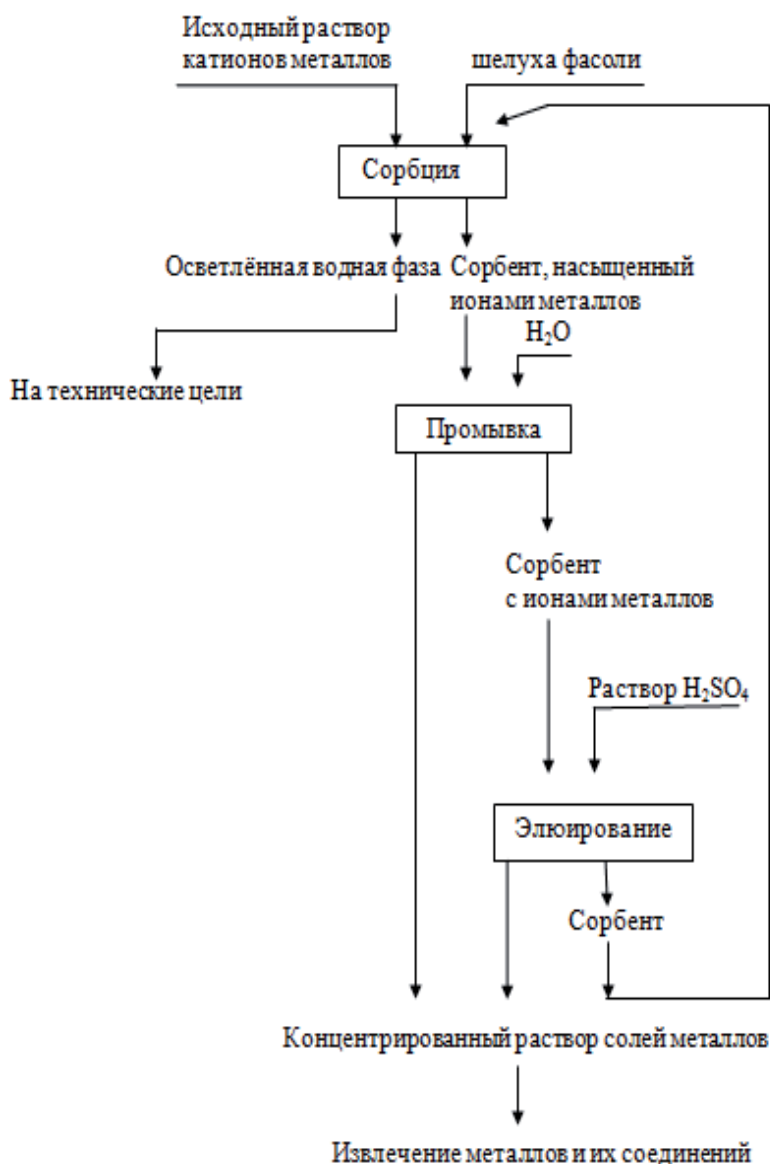 Исходный раствор
катионов металлов
шелуха фасоли
Сорбция
Осветлённая водная фаза
Сорбент, насыщенный
ионами металлов
H₂O
На технические цели
Промывка
Сорбент
с ионами металлов
Раствор H₂SO₄
Элюирование
Сорбент
Концентрированный раствор солей металлов
Извлечение металлов и их соединений